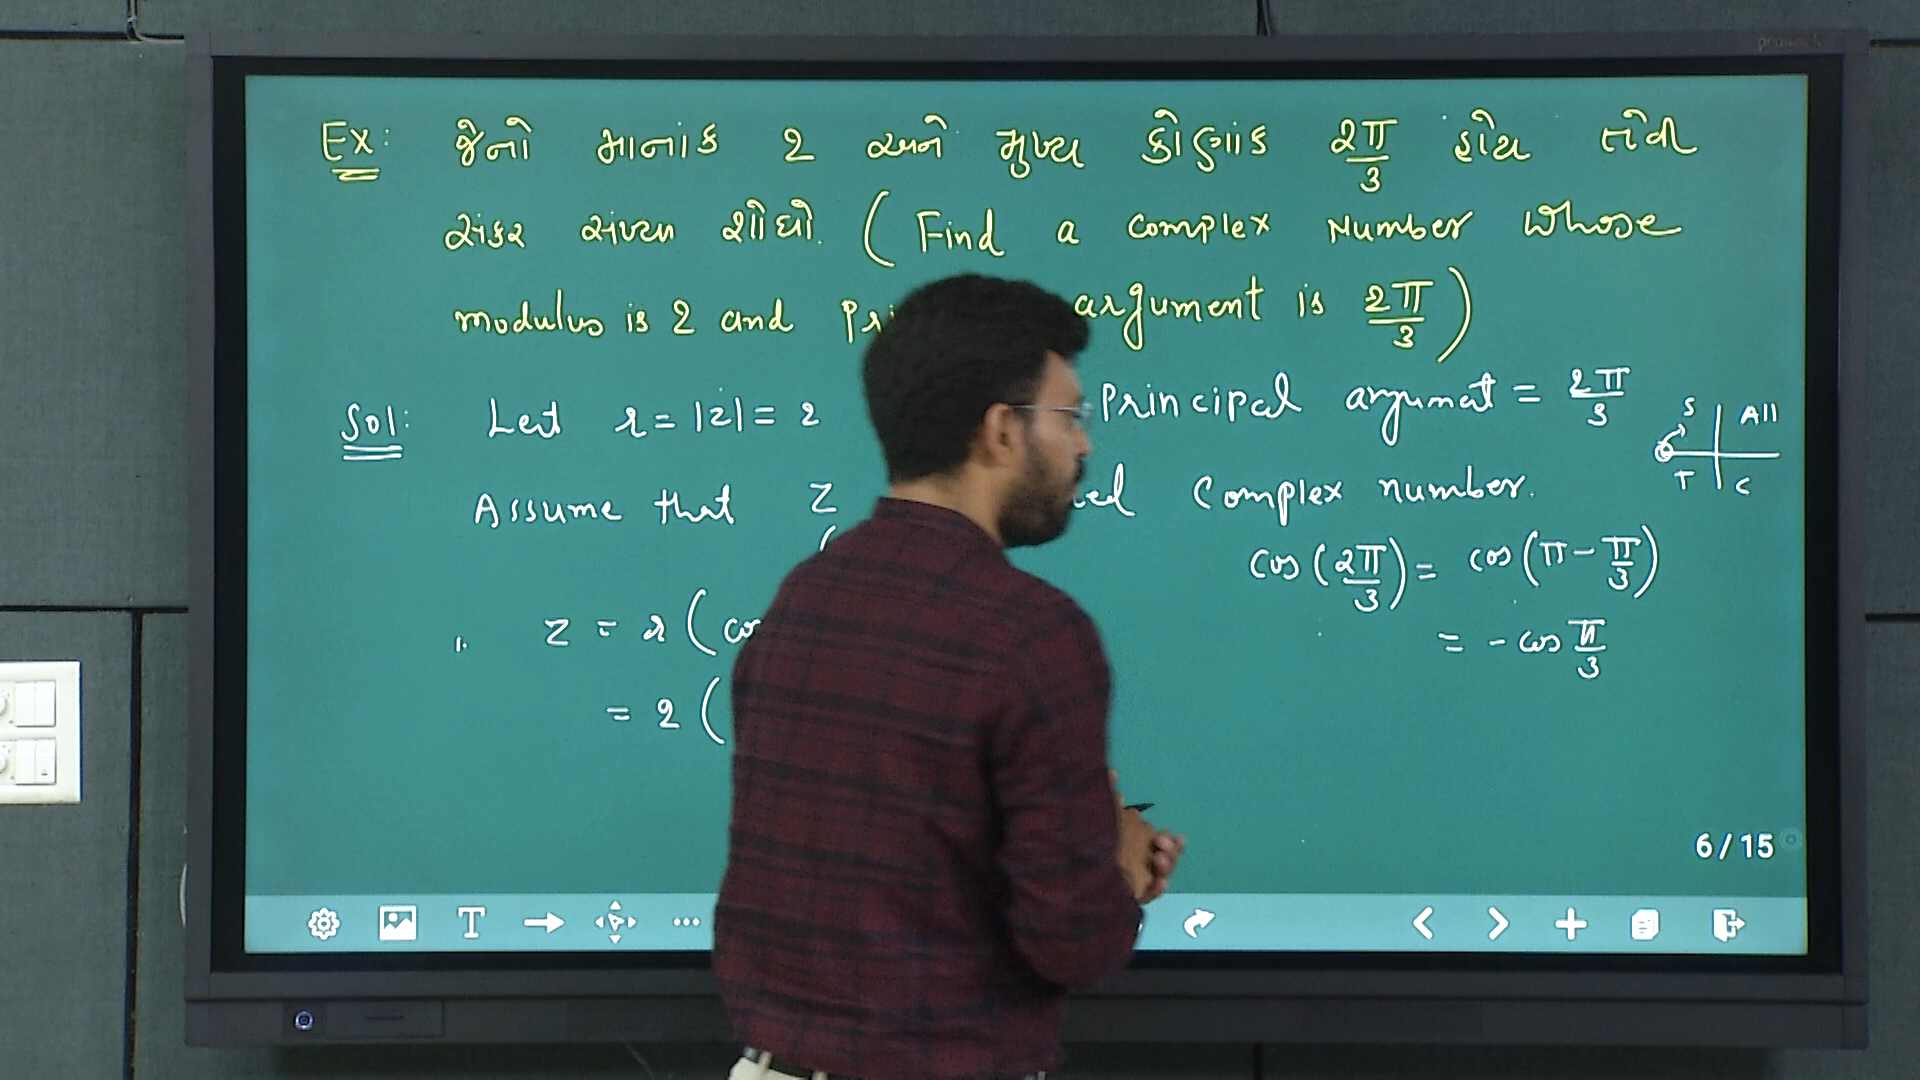 Ex: જેનો માનાંક 2 અને મુખ્ય કોણાંક 2π/3 હોય તેવી
સંકર સંખ્યા શોધો. (Find a complex Number whose
modulus is 2 and Pri argument is 2π/3)
Sol: Let r = |z| = 2 Principal argument = 2π/3
S All
T C
Assume that z complex number.
cos(2π/3) = cos(π - π/3)
z = r (cos
= - cos π/3
= 2 (
6/15
T